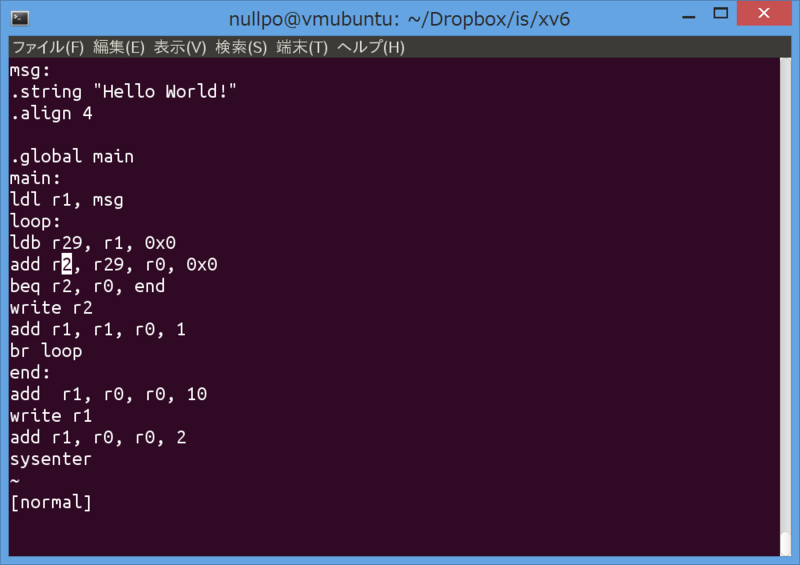 nullpo@vmubuntu: ~/Dropbox/is/xv6
ファイル(F) 編集(E) 表示(V) 検索(S) 端末(T) ヘルプ(H)
msg:
.string "Hello World!"
.align 4
.global main
main:
ldl r1, msg
loop:
ldb r29, r1, 0x0
add r2, r29, r0, 0x0
beq r2, r0, end
write r2
add r1, r1, r0, 1
br loop
end:
add  r1, r0, r0, 10
write r1
add r1, r0, r0, 2
sysenter
~
[normal]